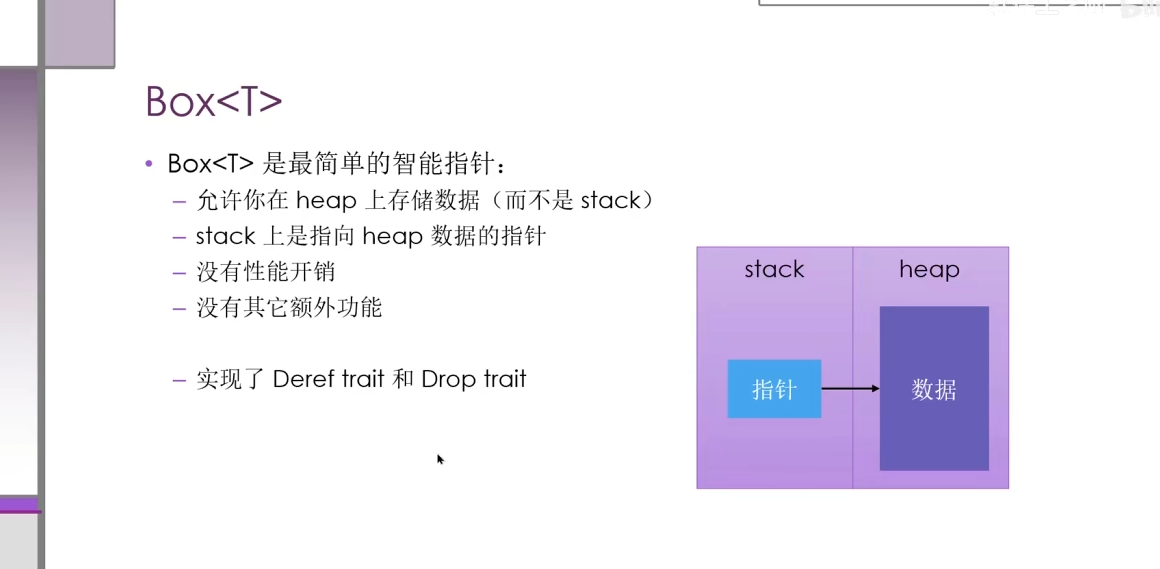 Box<T>
• Box<T> 是最简单的智能指针：
– 允许你在 heap 上存储数据（而不是 stack）
– stack 上是指向 heap 数据的指针
– 没有性能开销
– 没有其它额外功能
– 实现了 Deref trait 和 Drop trait
stack heap
指针 数据